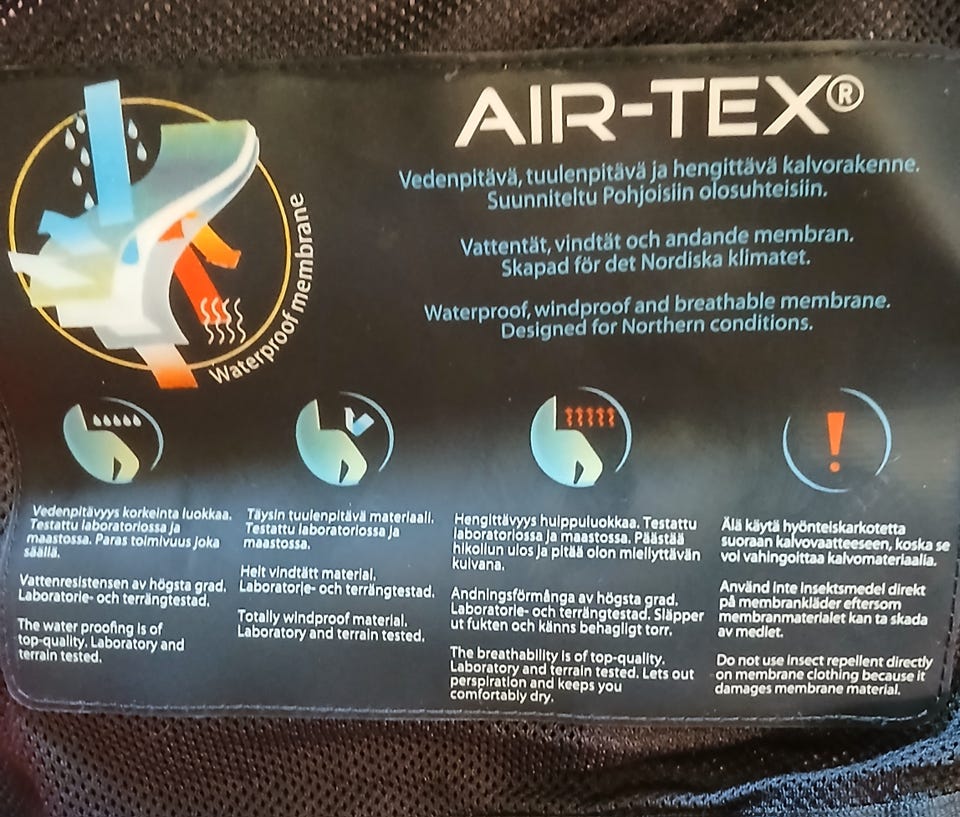 AIR-TEX®
Vedenpitävä, tuulenpitävä ja hengittävä kalvorakenne.
Suunniteltu Pohjoisiin olosuhteisiin.
Vattentät, vindtät och andande membran.
Skapad för det Nordiska klimatet.
Waterproof, windproof and breathable membrane.
Designed for Northern conditions.
Waterproof membrane
Vedenpitävyys korkeinta luokkaa.
Testattu laboratoriossa ja
maastossa. Paras toimivuus joka
säällä.
Vattenresistensen av högsta grad.
Laboratorie- och terrängtestad.
The water proofing is of
top-quality. Laboratory and
terrain tested.
Täysin tuulenpitävä materiaali.
Testattu laboratoriossa ja
maastossa.
Helt vindtätt material.
Laboratorie- och terrängtestad.
Totally windproof material.
Laboratory and terrain tested.
Hengittävyys huippuluokkaa. Testattu
laboratoriossa ja maastossa. Päästää
hikoilun ulos ja pitää olon miellyttävän
kuivana.
Andningsförmånga av högsta grad.
Laboratorie- och terrängtestad. Släpper
ut fukten och känns behagligt torr.
The breathability is of top-quality.
Laboratory and terrain tested. Lets out
perspiration and keeps you
comfortably dry.
Älä käytä hyönteiskarkotetta
suoraan kalvovaatteeseen, koska se
voi vahingoittaa kalvomateriaalia.
Använd inte insektsmedel direkt
på membrankläder eftersom
membranmaterialet kan ta skada
av medlet.
Do not use insect repellent directly
on membrane clothing because it
damages membrane material.